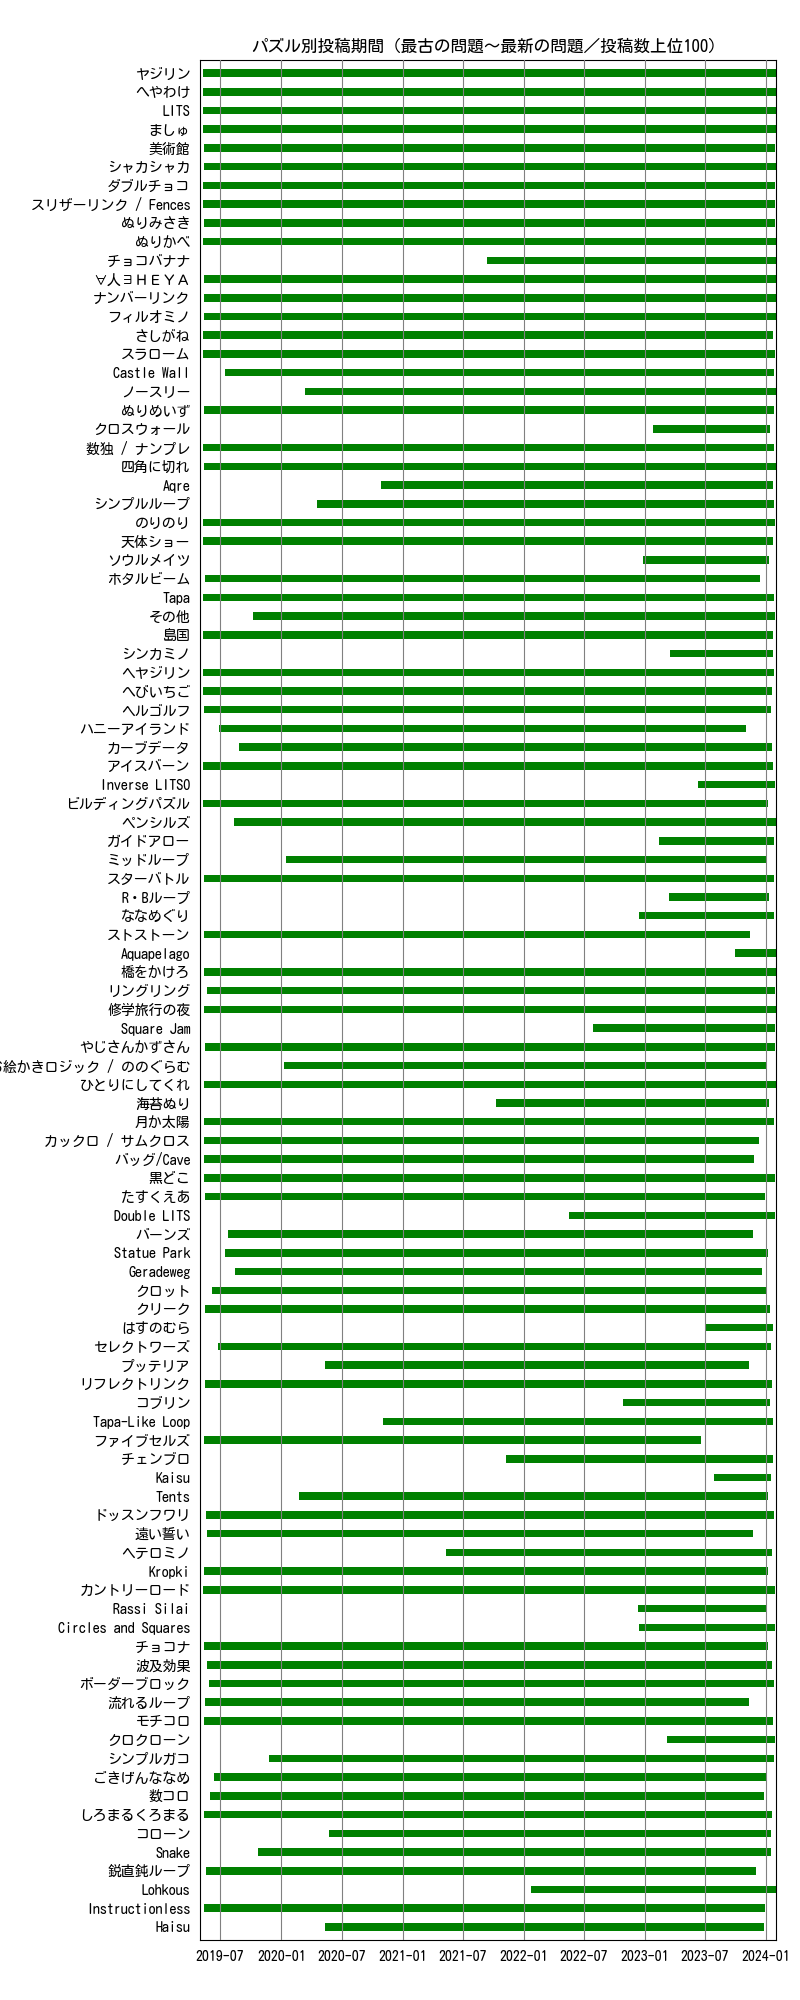 パズル別投稿期間（最古の問題～最新の問題／投稿数上位100）
ヤジリン
へやわけ
LITS
ましゅ
美術館
シャカシャカ
ダブルチョコ
スリザーリンク / Fences
ぬりみさき
ぬりかべ
チョコバナナ
∀人∃ＨＥＹＡ
ナンバーリンク
フィルオミノ
さしがね
スラローム
Castle Wall
ノースリー
ぬりめいず
クロスウォール
数独 / ナンプレ
四角に切れ
Aqre
シンプルループ
のりのり
天体ショー
ソウルメイツ
ホタルビーム
Tapa
その他
島国
シンカミノ
ヘヤジリン
へびいちご
ヘルゴルフ
ハニーアイランド
カーブデータ
アイスバーン
Inverse LITSO
ビルディングパズル
ペンシルズ
ガイドアロー
ミッドループ
スターバトル
R・Bループ
ななめぐり
ストストーン
Aquapelago
橋をかけろ
リングリング
修学旅行の夜
Square Jam
やじさんかずさん
絵かきロジック / ののぐらむ
ひとりにしてくれ
海苔ぬり
月か太陽
カックロ / サムクロス
バッグ/Cave
黒どこ
たすくえあ
Double LITS
バーンズ
Statue Park
Geradeweg
クロット
クリーク
はすのむら
セレクトワーズ
プッテリア
リフレクトリンク
コブリン
Tapa-Like Loop
ファイブセルズ
チェンブロ
Kaisu
Tents
ドッスンフワリ
遠い誓い
ヘテロミノ
Kropki
カントリーロード
Rassi Silai
Circles and Squares
チョコナ
波及効果
ボーダーブロック
流れるループ
モチコロ
クロクローン
シンプルガコ
ごきげんななめ
数コロ
しろまるくろまる
コローン
Snake
鋭直鈍ループ
Lohkous
Instructionless
Haisu
2019-07 2020-01 2020-07 2021-01 2021-07 2022-01 2022-07 2023-01 2023-07 2024-01